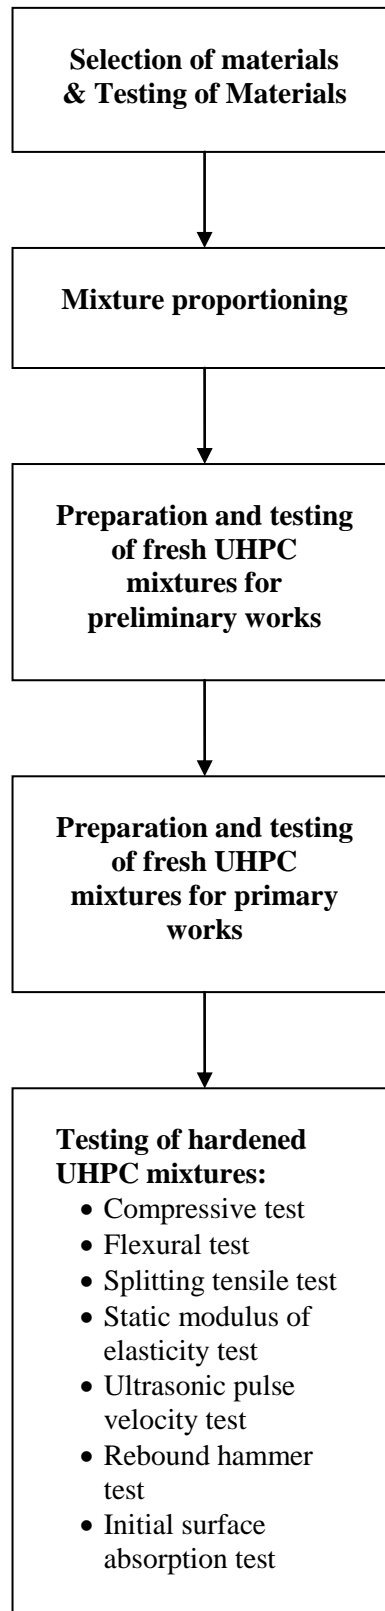 Selection of materials
& Testing of Materials
Mixture proportioning
Preparation and testing
of fresh UHPC
mixtures for
preliminary works
Preparation and testing
of fresh UHPC
mixtures for primary
works
Testing of hardened
UHPC mixtures:
• Compressive test
• Flexural test
• Splitting tensile test
• Static modulus of
elasticity test
• Ultrasonic pulse
velocity test
• Rebound hammer
test
• Initial surface
absorption test